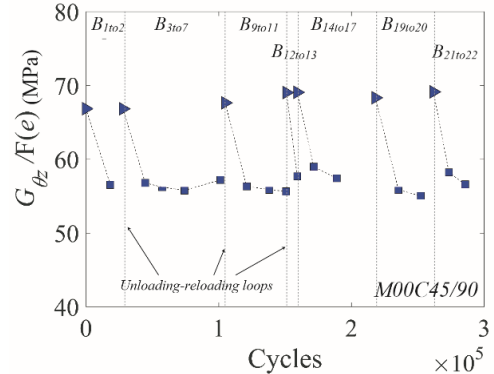 B1to2 B3to7 B9to11 B14to17 B19to20
B12to13 B21to22
80
70
60
50
40
Gθz /F(e) (MPa)
Unloading-reloading loops
M00C45/90
0 1 2 3
Cycles ×10^5